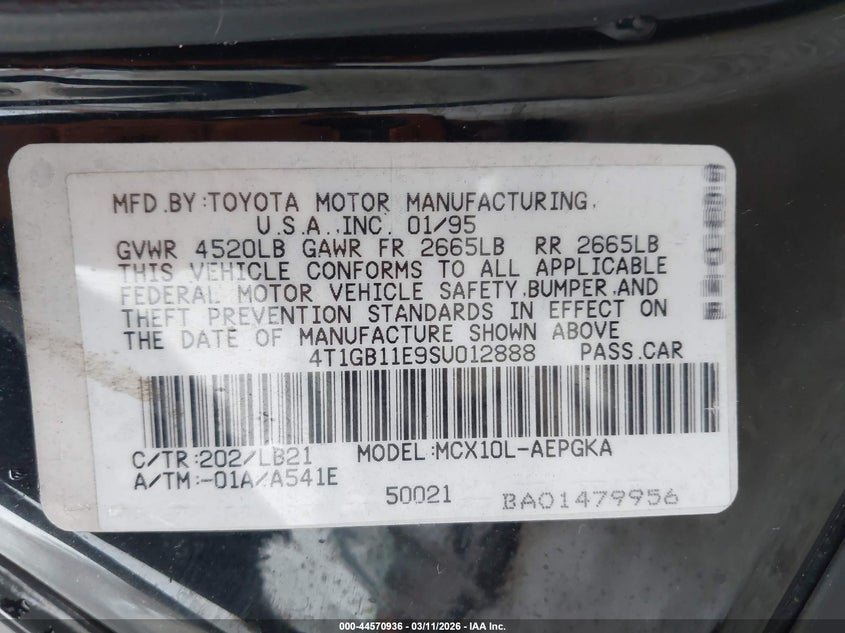 MFD.BY:TOYOTA MOTOR MANUFACTURING,
U.S.A.,INC. 01/95
GVWR 4520LB GAWR FR 2665LB RR 2665LB
THIS VEHICLE CONFORMS TO ALL APPLICABLE
FEDERAL MOTOR VEHICLE SAFETY,BUMPER,AND
THEFT PREVENTION STANDARDS IN EFFECT ON
THE DATE OF MANUFACTURE SHOWN ABOVE
4T1GB11E9SU012888 PASS.CAR
C/TR:202/LB21 MODEL:MCX10L-AEPGKA
A/TM:-01A/A541E
50021 BA01479956
000-44570936 - 03/11/2026 - IAA Inc.